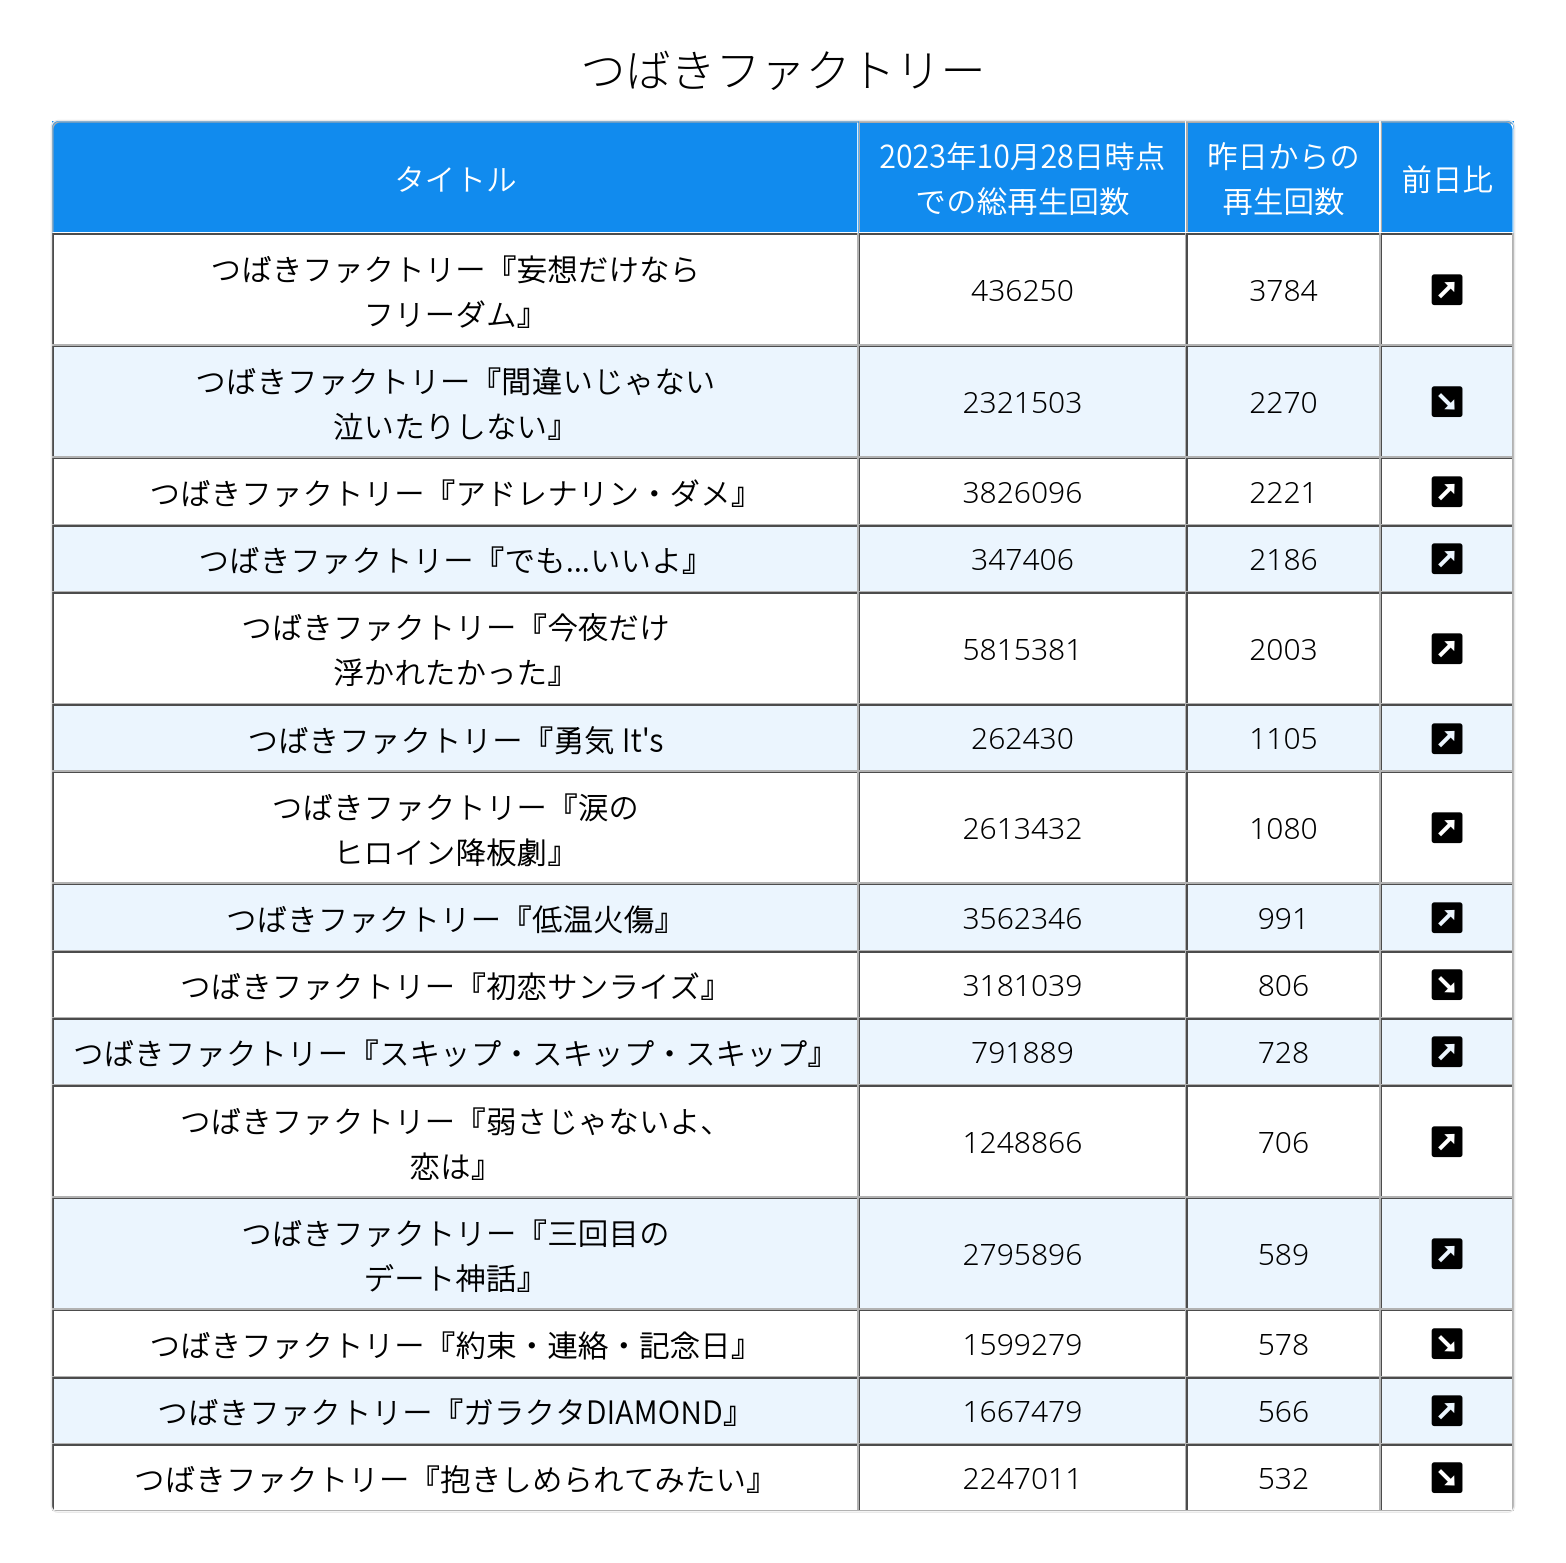 つばきファクトリー
タイトル
2023年10月28日時点
での総再生回数
昨日からの
再生回数
前日比
つばきファクトリー『妄想だけなら
フリーダム』
436250
3784
つばきファクトリー『間違いじゃない
泣いたりしない』
2321503
2270
つばきファクトリー『アドレナリン・ダメ』
3826096
2221
つばきファクトリー『でも...いいよ』
347406
2186
つばきファクトリー『今夜だけ
浮かれたかった』
5815381
2003
つばきファクトリー『勇気 It's
262430
1105
つばきファクトリー『涙の
ヒロイン降板劇』
2613432
1080
つばきファクトリー『低温火傷』
3562346
991
つばきファクトリー『初恋サンライズ』
3181039
806
つばきファクトリー『スキップ・スキップ・スキップ』
791889
728
つばきファクトリー『弱さじゃないよ、
恋は』
1248866
706
つばきファクトリー『三回目の
デート神話』
2795896
589
つばきファクトリー『約束・連絡・記念日』
1599279
578
つばきファクトリー『ガラクタDIAMOND』
1667479
566
つばきファクトリー『抱きしめられてみたい』
2247011
532